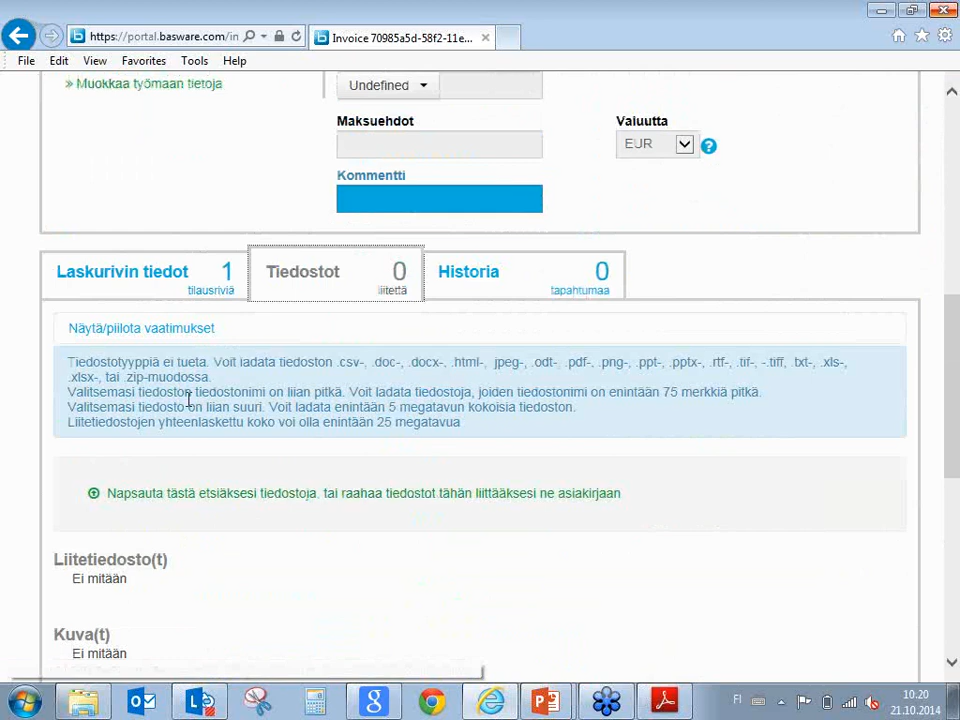 https://portal.basware.com/in
Invoice 70985a5d-58f2-11e...
File Edit View Favorites Tools Help
» Muokkaa työmaan tietoja
Undefined
Maksuehdot
Valuutta
EUR
?
Kommentti
Laskurivin tiedot 1 tilausriviä
Tiedostot 0 liitettä
Historia 0 tapahtumaa
Näytä/piilota vaatimukset
Tiedostotyyppiä ei tueta. Voit ladata tiedoston .csv-, .doc-, .docx-, .html-, .jpeg-, .odt-, .pdf-, .png-, .ppt-, .pptx-, .rtf-, .tif-, -.tiff, .txt-, .xls-,
.xlsx-, tai .zip-muodossa.
Valitsemasi tiedoston tiedostonimi on liian pitkä. Voit ladata tiedostoja, joiden tiedostonimi on enintään 75 merkkiä pitkä.
Valitsemasi tiedosto on liian suuri. Voit ladata enintään 5 megatavun kokoisia tiedoston.
Liitetiedostojen yhteenlaskettu koko voi olla enintään 25 megatavua
Napsauta tästä etsiäksesi tiedostoja, tai raahaa tiedostot tähän liittääksesi ne asiakirjaan
Liitetiedosto(t)
Ei mitään
Kuva(t)
Ei mitään
FI
10.20
21.10.2014